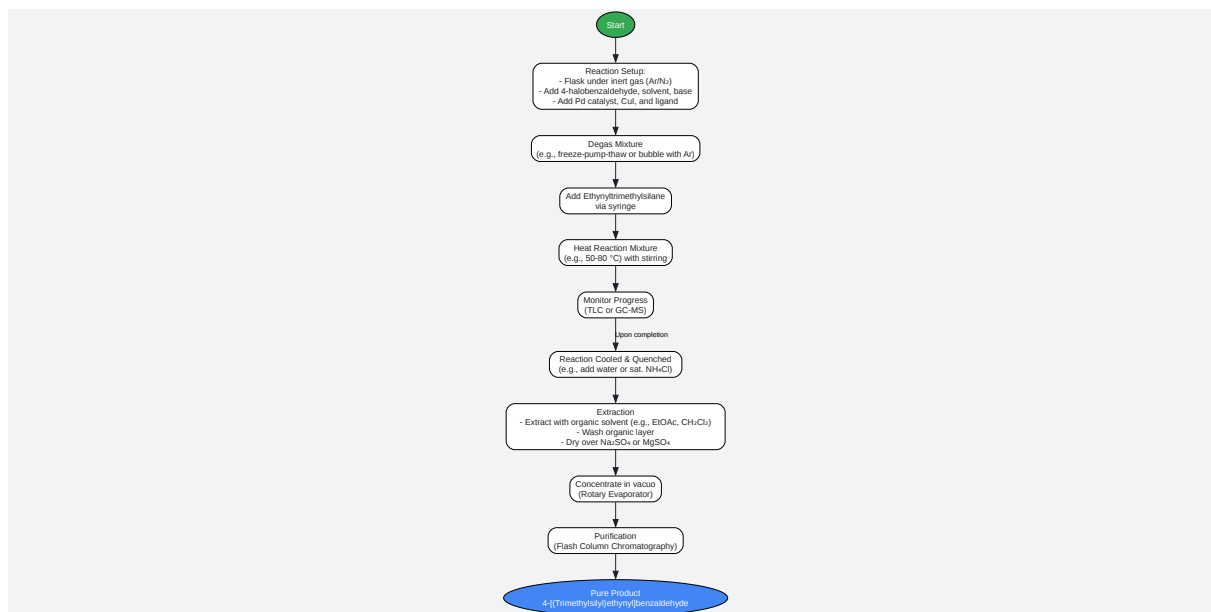 Start
Reaction Setup:
- Flask under inert gas (Ar/N₂)
- Add 4-halobenzaldehyde, solvent, base
- Add Pd catalyst, CuI, and ligand
Degas Mixture
(e.g., freeze-pump-thaw or bubble with Ar)
Add Ethynyltrimethylsilane
via syringe
Heat Reaction Mixture
(e.g., 50-80 °C) with stirring
Monitor Progress
(TLC or GC-MS)
Upon completion
Reaction Cooled & Quenched
(e.g., add water or sat. NH₄Cl)
Extraction
- Extract with organic solvent (e.g., EtOAc, CH₂Cl₂)
- Wash organic layer
- Dry over Na₂SO₄ or MgSO₄
Concentrate in vacuo
(Rotary Evaporator)
Purification
(Flash Column Chromatography)
Pure Product
4-[(Trimethylsilyl)ethynyl]benzaldehyde